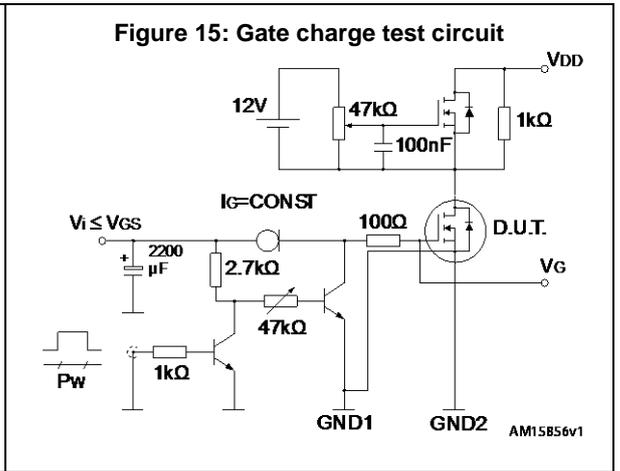 Figure 15: Gate charge test circuit
VDD
12V
47kΩ
1kΩ
100nF
IG=CONST
Vi ≤ VGS
100Ω
D.U.T.
2200
µF
2.7kΩ
VG
47kΩ
1kΩ
Pw
GND1
GND2
AM15856v1